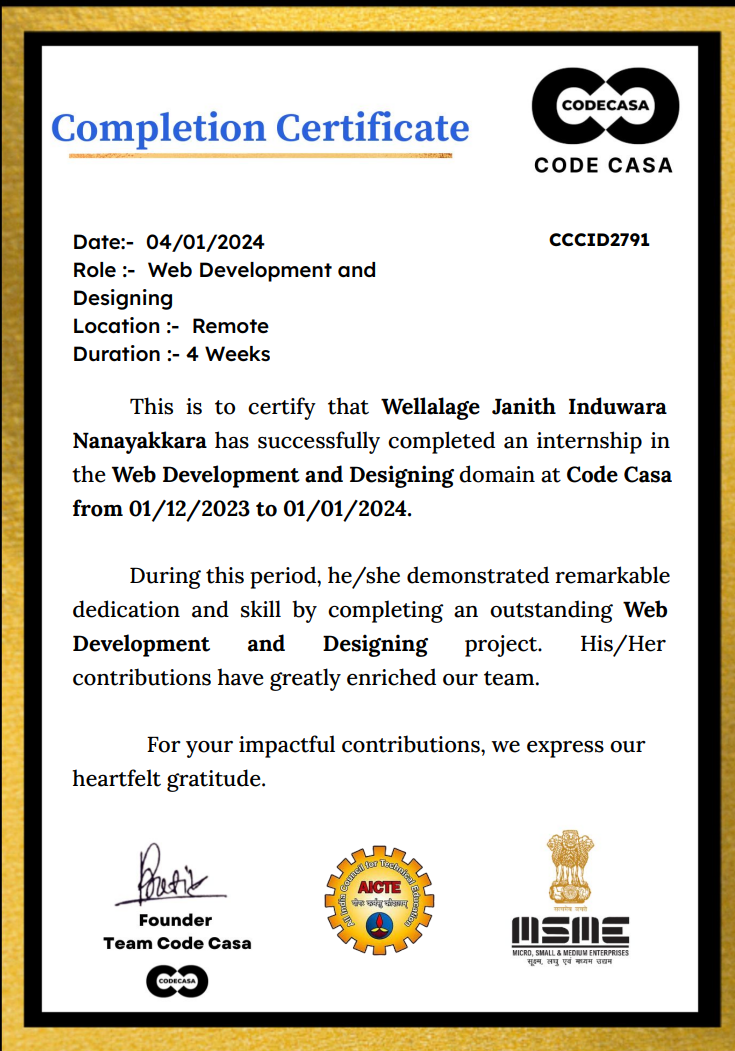 CODECASA
CODE CASA
Completion Certificate
Date:- 04/01/2024
CCCID2791
Role :- Web Development and
Designing
Location :- Remote
Duration :- 4 Weeks
This is to certify that Wellalage Janith Induwara
Nanayakkara has successfully completed an internship in
the Web Development and Designing domain at Code Casa
from 01/12/2023 to 01/01/2024.
During this period, he/she demonstrated remarkable
dedication and skill by completing an outstanding Web
Development and Designing project. His/Her
contributions have greatly enriched our team.
For your impactful contributions, we express our
heartfelt gratitude.
Founder
Team Code Casa
CODECASA
All India Council for Technical Education
AICTE
योगः कर्मसु कौशलम्
सत्यमेव जयते
MSME
MICRO, SMALL & MEDIUM ENTERPRISES
सूक्ष्म, लघु एवं मध्यम उद्यम